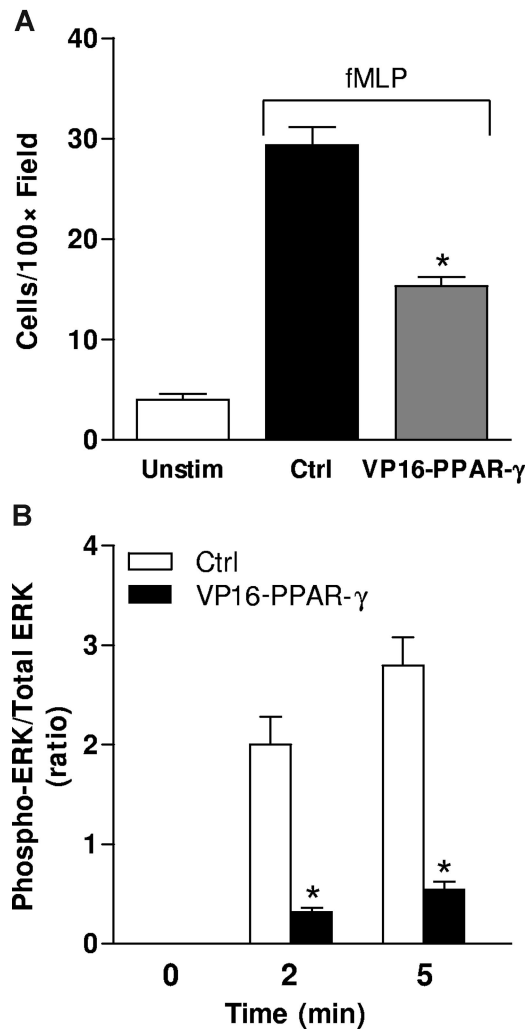 A
40
fMLP
30
20
*
10
0
Cells/100× Field
Unstim Ctrl VP16-PPAR-γ
B
4
Ctrl
VP16-PPAR-γ
3
2
1
* *
0
Phospho-ERK/Total ERK
(ratio)
0 2 5
Time (min)